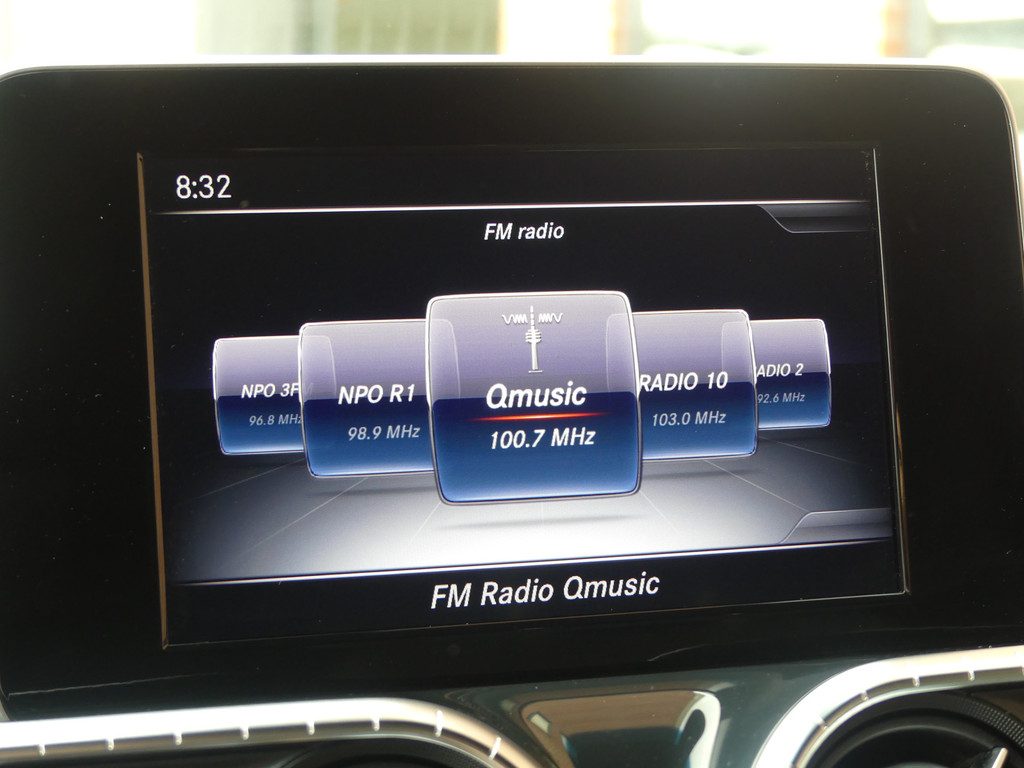 8:32
FM radio
NPO 3F
96.8 MHz
NPO R1
98.9 MHz
Qmusic
100.7 MHz
RADIO 10
103.0 MHz
ADIO 2
92.6 MHz
FM Radio Qmusic